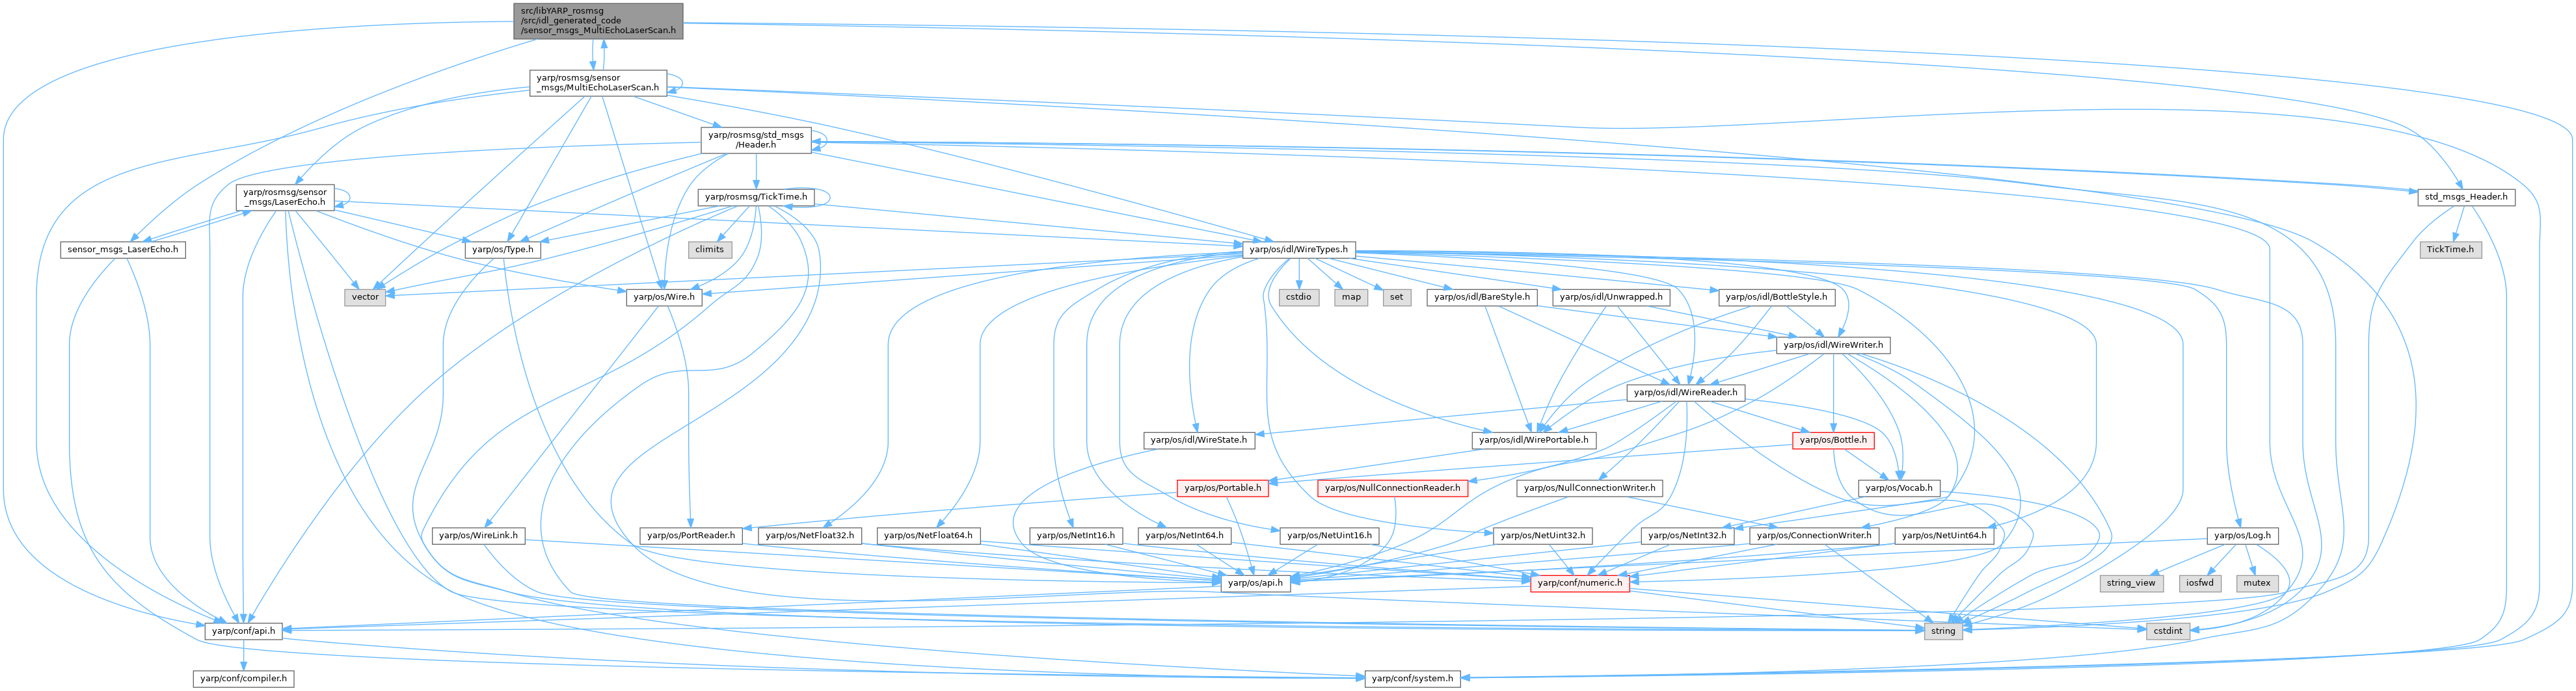 src/libYARP_rosmsg
/src/idl_generated_code
/sensor_msgs_MultiEchoLaserScan.h
yarp/rosmsg/sensor
_msgs/MultiEchoLaserScan.h
yarp/rosmsg/std_msgs
/Header.h
yarp/rosmsg/sensor
_msgs/LaserEcho.h
yarp/rosmsg/TickTime.h
std_msgs_Header.h
sensor_msgs_LaserEcho.h
yarp/os/Type.h
climits
yarp/os/idl/WireTypes.h
TickTime.h
vector
yarp/os/Wire.h
cstdio
map
set
yarp/os/idl/BareStyle.h
yarp/os/idl/Unwrapped.h
yarp/os/idl/BottleStyle.h
yarp/os/idl/WireWriter.h
yarp/os/idl/WireReader.h
yarp/os/idl/WireState.h
yarp/os/idl/WirePortable.h
yarp/os/Bottle.h
yarp/os/Portable.h
yarp/os/NullConnectionReader.h
yarp/os/NullConnectionWriter.h
yarp/os/Vocab.h
yarp/os/WireLink.h
yarp/os/PortReader.h
yarp/os/NetFloat32.h
yarp/os/NetFloat64.h
yarp/os/NetInt16.h
yarp/os/NetInt64.h
yarp/os/NetUint16.h
yarp/os/NetUint32.h
yarp/os/NetInt32.h
yarp/os/ConnectionWriter.h
yarp/os/NetUint64.h
yarp/os/Log.h
yarp/os/api.h
yarp/conf/numeric.h
string_view
iosfwd
mutex
yarp/conf/api.h
string
cstdint
yarp/conf/compiler.h
yarp/conf/system.h